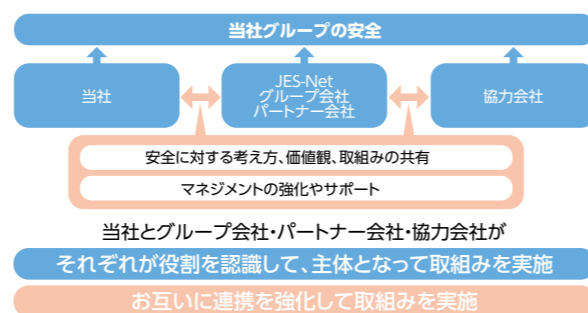 当社グループの安全
当社
JES-Net
グループ会社
パートナー会社
協力会社
安全に対する考え方、価値観、取組みの共有
マネジメントの強化やサポート
当社とグループ会社・パートナー会社・協力会社が
それぞれが役割を認識して、主体となって取組みを実施
お互いに連携を強化して取組みを実施